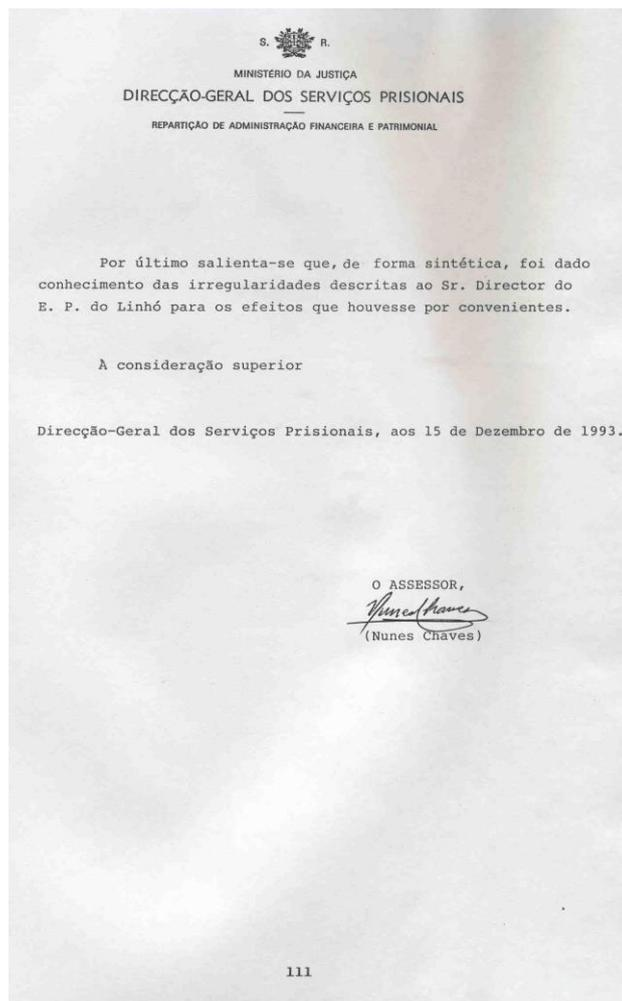 S. R.
MINISTÉRIO DA JUSTIÇA
DIRECÇÃO-GERAL DOS SERVIÇOS PRISIONAIS
REPARTIÇÃO DE ADMINISTRAÇÃO FINANCEIRA E PATRIMONIAL
Por último salienta-se que, de forma sintética, foi dado
conhecimento das irregularidades descritas ao Sr. Director do
E. P. do Linhó para os efeitos que houvesse por convenientes.
À consideração superior
Direcção-Geral dos Serviços Prisionais, aos 15 de Dezembro de 1993.
O ASSESSOR,
Nunes Chaves
(Nunes Chaves)
111